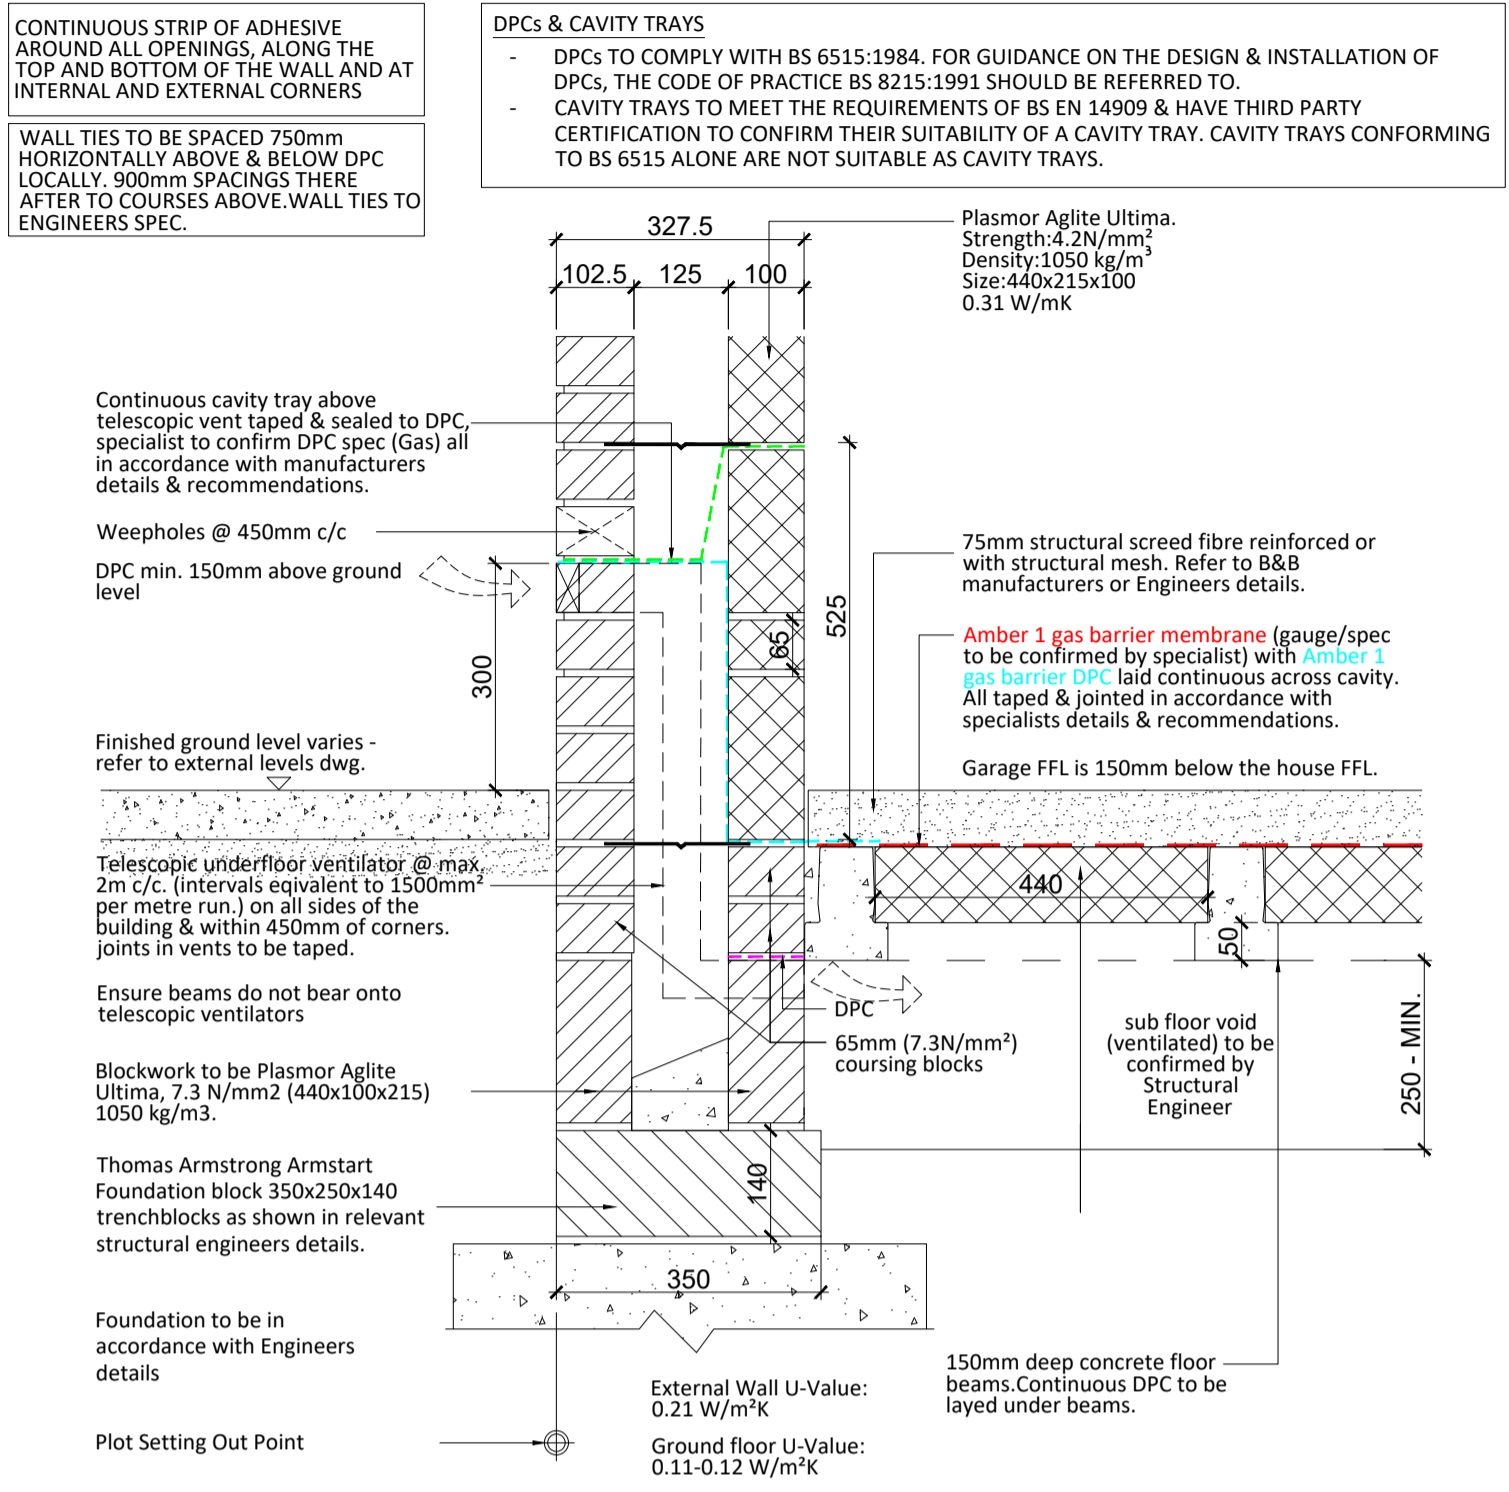 CONTINUOUS STRIP OF ADHESIVE
AROUND ALL OPENINGS, ALONG THE
TOP AND BOTTOM OF THE WALL AND AT
INTERNAL AND EXTERNAL CORNERS
WALL TIES TO BE SPACED 750mm
HORIZONTALLY ABOVE & BELOW DPC
LOCALLY. 900mm SPACINGS THERE
AFTER TO COURSES ABOVE.WALL TIES TO
ENGINEERS SPEC.
DPCs & CAVITY TRAYS
- DPCs TO COMPLY WITH BS 6515:1984. FOR GUIDANCE ON THE DESIGN & INSTALLATION OF
DPCs, THE CODE OF PRACTICE BS 8215:1991 SHOULD BE REFERRED TO.
- CAVITY TRAYS TO MEET THE REQUIREMENTS OF BS EN 14909 & HAVE THIRD PARTY
CERTIFICATION TO CONFIRM THEIR SUITABILITY OF A CAVITY TRAY. CAVITY TRAYS CONFORMING
TO BS 6515 ALONE ARE NOT SUITABLE AS CAVITY TRAYS.
327.5
102.5 125 100
Plasmor Aglite Ultima.
Strength:4.2N/mm²
Density:1050 kg/m³
Size:440x215x100
0.31 W/mK
Continuous cavity tray above
telescopic vent taped & sealed to DPC,
specialist to confirm DPC spec (Gas) all
in accordance with manufacturers
details & recommendations.
Weepholes @ 450mm c/c
DPC min. 150mm above ground
level
300
525
65
75mm structural screed fibre reinforced or
with structural mesh. Refer to B&B
manufacturers or Engineers details.
Amber 1 gas barrier membrane (gauge/spec
to be confirmed by specialist) with Amber 1
gas barrier DPC laid continuous across cavity.
All taped & jointed in accordance with
specialists details & recommendations.
Garage FFL is 150mm below the house FFL.
Finished ground level varies -
refer to external levels dwg.
Telescopic underfloor ventilator @ max.
2m c/c. (intervals eqivalent to 1500mm²
per metre run.) on all sides of the
building & within 450mm of corners.
joints in vents to be taped.
Ensure beams do not bear onto
telescopic ventilators
440
50
250 - MIN.
DPC
65mm (7.3N/mm²)
coursing blocks
sub floor void
(ventilated) to be
confirmed by
Structural
Engineer
Blockwork to be Plasmor Aglite
Ultima, 7.3 N/mm2 (440x100x215)
1050 kg/m3.
Thomas Armstrong Armstart
Foundation block 350x250x140
trenchblocks as shown in relevant
structural engineers details.
140
350
Foundation to be in
accordance with Engineers
details
150mm deep concrete floor
beams.Continuous DPC to be
layed under beams.
External Wall U-Value:
0.21 W/m²K
Ground floor U-Value:
0.11-0.12 W/m²K
Plot Setting Out Point